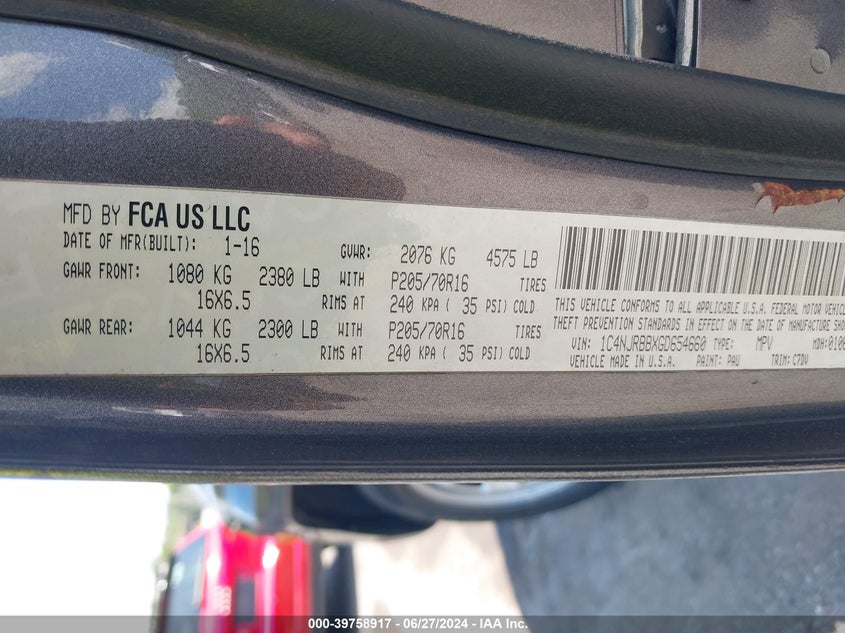 MFD BY FCA US LLC
DATE OF MFR(BUILT): 1-16 GVWR: 2076 KG 4575 LB
GAWR FRONT: 1080 KG 2380 LB WITH P205/70R16 TIRES
16X6.5 RIMS AT 240 KPA ( 35 PSI) COLD
GAWR REAR: 1044 KG 2300 LB WITH P205/70R16 TIRES
16X6.5 RIMS AT 240 KPA ( 35 PSI) COLD
THIS VEHICLE CONFORMS TO ALL APPLICABLE U.S.A. FEDERAL MOTOR VEHICLE
THEFT PREVENTION STANDARDS IN EFFECT ON THE DATE OF MANUFACTURE SHOW
VIN: 1C4NJRBBXGD654660 TYPE: MPV MDH:0106
VEHICLE MADE IN U.S.A. PAINT: PAU TRIM: C7DV
000-39758917 - 06/27/2024 - IAA Inc.